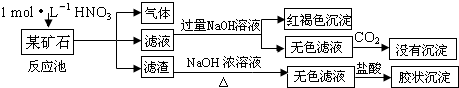 1 mol·L⁻¹ HNO₃
某矿石
反应池
气体
滤液
滤渣
过量NaOH溶液
红褐色沉淀
无色滤液
CO₂
没有沉淀
NaOH 浓溶液
△
无色滤液
盐酸
胶状沉淀